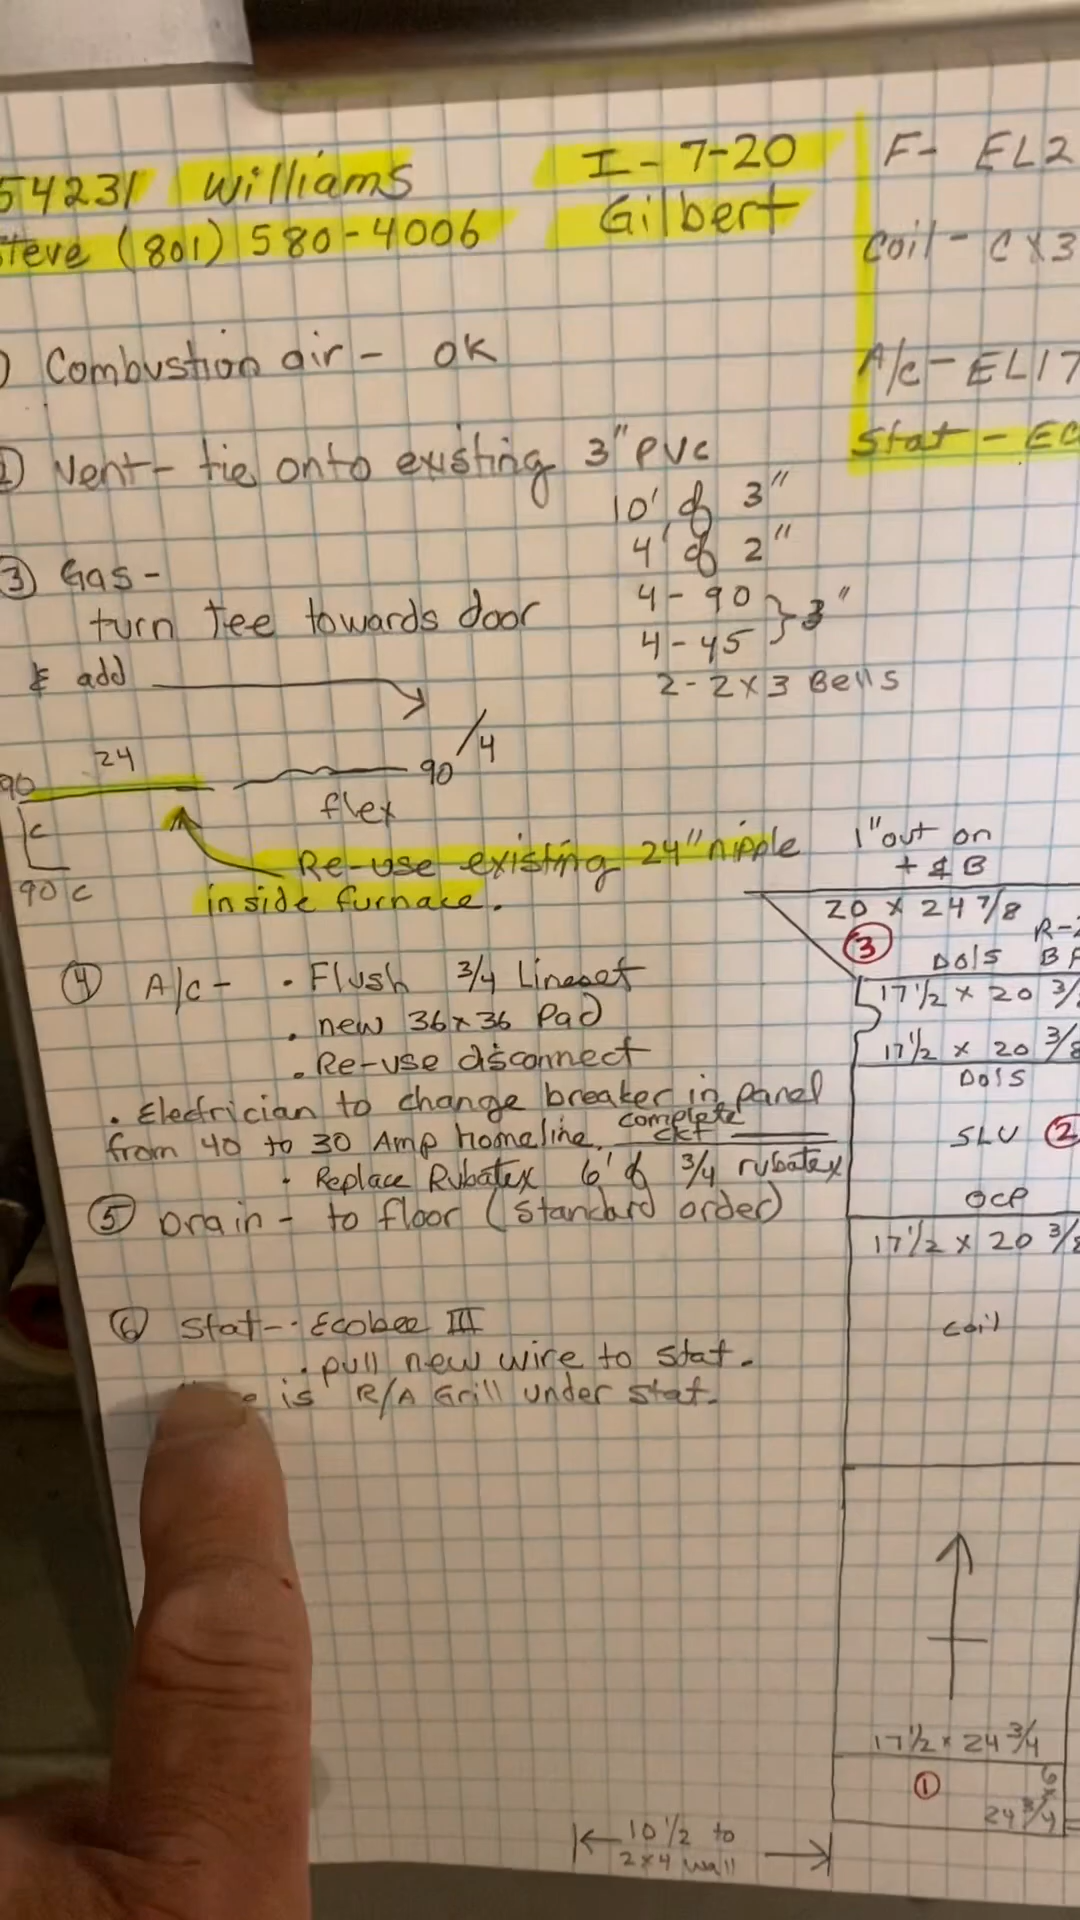 54231 Williams I - 7-20
Steve (801) 580-4006 Gilbert
F- EL2
Coil - CX3
A/c - EL17
Stat - EC
Combustion air - OK
② Vent - tie onto existing 3" PVC
10' of 3"
4' of 2"
4 - 90 } 3"
4 - 45
2 - 2x3 Bells
③ Gas -
turn Tee towards door
& add
24
90
flex
90 /4
C
90 C
Re-use existing 24" nipple
inside furnace.
④ A/c - • Flush 3/4 Lineset
• new 36x36 Pad
• Re-use disconnect
• Electrician to change breaker in panel
from 40 to 30 Amp homeline. complete ckt
• Replace Rubatex 6' of 3/4 rubatex
⑤ Drain - to floor (Standard order)
⑥ Stat - • Ecobee III
• pull new wire to stat.
is R/A Grill under stat.
1" out on
+ & B
20 x 24 7/8
③
DO/S
17 1/2 x 20 3/
17 1/2 x 20 3/8
DO/S
SLV ②
OCP
17 1/2 x 20 3/8
coil
17 1/2 x 24 3/4
①
6 x
24 3/4
10 1/2 to
2x4 wall